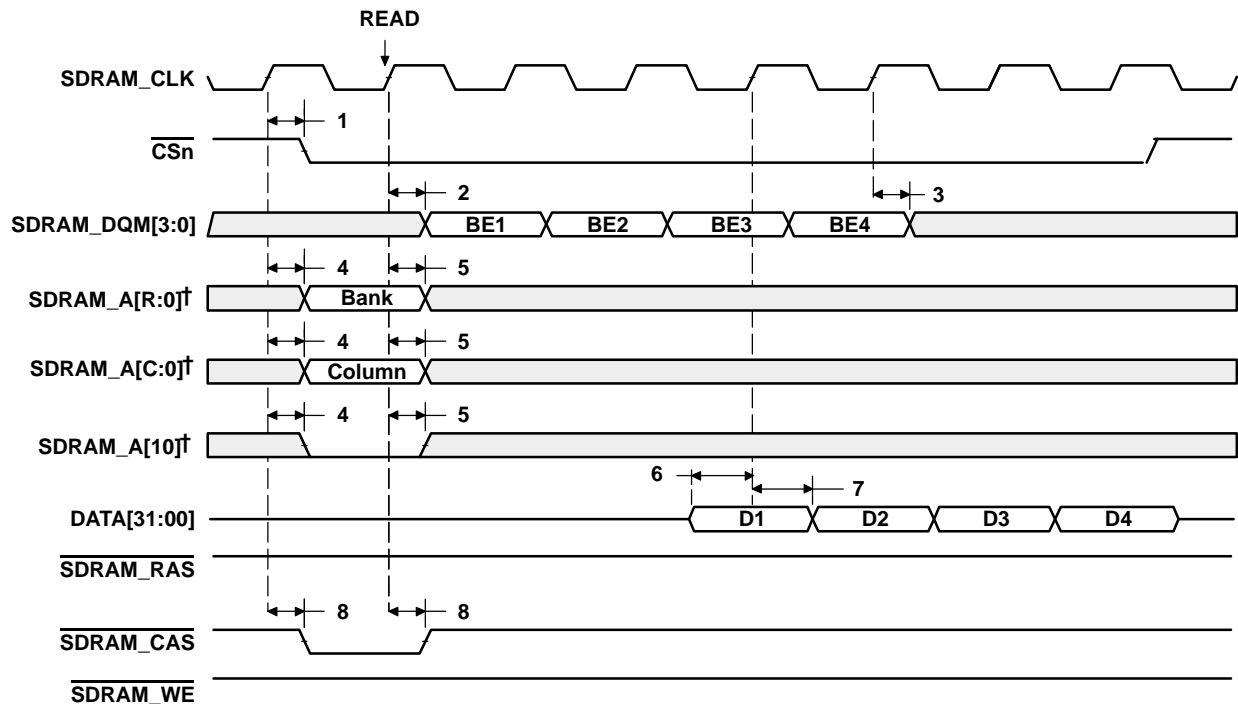 READ
SDRAM_CLK
1
CSn
2
3
SDRAM_DQM[3:0] BE1 BE2 BE3 BE4
4 5
SDRAM_A[R:0]† Bank
4 5
SDRAM_A[C:0]† Column
4 5
SDRAM_A[10]†
6 7
DATA[31:00] D1 D2 D3 D4
SDRAM_RAS
8 8
SDRAM_CAS
SDRAM_WE